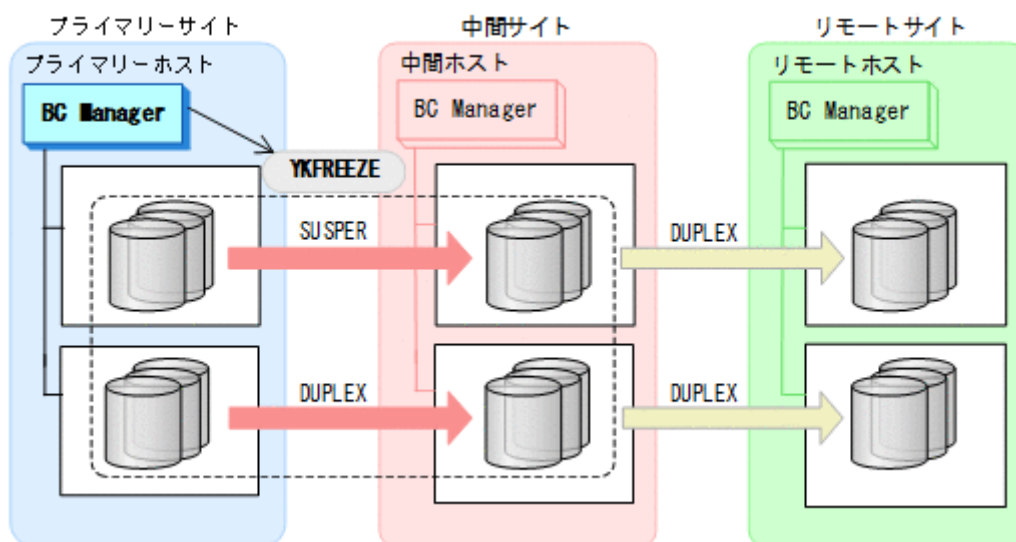 プライマリーサイト
中間サイト
リモートサイト
プライマリーホスト
中間ホスト
リモートホスト
BC Manager
BC Manager
BC Manager
YKFREEZE
SUSPER
DUPLEX
DUPLEX
DUPLEX